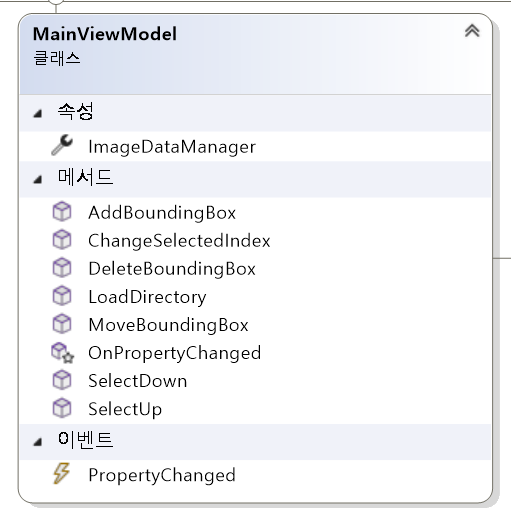 MainViewModel
클래스
속성
ImageDataManager
메서드
AddBoundingBox
ChangeSelectedIndex
DeleteBoundingBox
LoadDirectory
MoveBoundingBox
OnPropertyChanged
SelectDown
SelectUp
이벤트
PropertyChanged